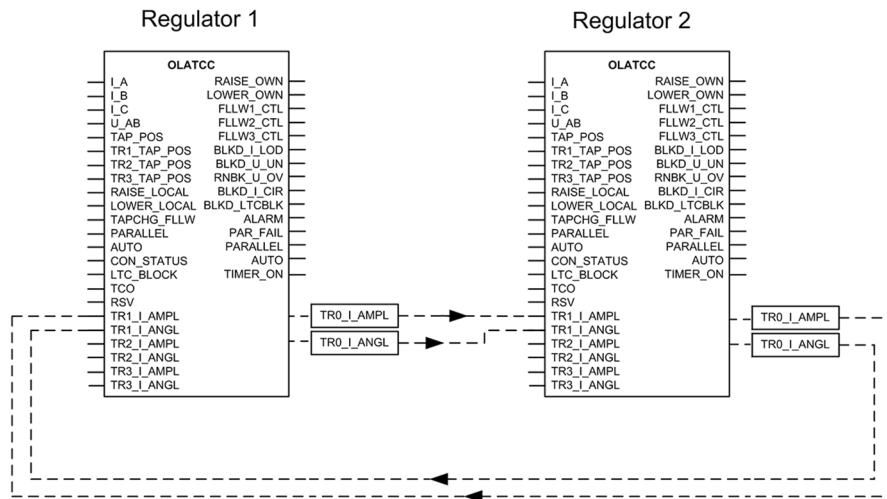 Regulator 1
OLATCC
I_A RAISE_OWN
I_B LOWER_OWN
I_C FLLW1_CTL
U_AB FLLW2_CTL
TAP_POS FLLW3_CTL
TR1_TAP_POS BLKD_I_LOD
TR2_TAP_POS BLKD_U_UN
TR3_TAP_POS RNBK_U_OV
RAISE_LOCAL BLKD_I_CIR
LOWER_LOCAL BLKD_LTCBLK
TAPCHG_FLLW ALARM
PARALLEL PAR_FAIL
AUTO PARALLEL
CON_STATUS AUTO
LTC_BLOCK TIMER_ON
TCO
RSV
TR1_I_AMPL
TR1_I_ANGL
TR2_I_AMPL
TR2_I_ANGL
TR3_I_AMPL
TR3_I_ANGL
TR0_I_AMPL
TR0_I_ANGL
Regulator 2
OLATCC
I_A RAISE_OWN
I_B LOWER_OWN
I_C FLLW1_CTL
U_AB FLLW2_CTL
TAP_POS FLLW3_CTL
TR1_TAP_POS BLKD_I_LOD
TR2_TAP_POS BLKD_U_UN
TR3_TAP_POS RNBK_U_OV
RAISE_LOCAL BLKD_I_CIR
LOWER_LOCAL BLKD_LTCBLK
TAPCHG_FLLW ALARM
PARALLEL PAR_FAIL
AUTO PARALLEL
CON_STATUS AUTO
LTC_BLOCK TIMER_ON
TCO
RSV
TR1_I_AMPL
TR1_I_ANGL
TR2_I_AMPL
TR2_I_ANGL
TR3_I_AMPL
TR3_I_ANGL
TR0_I_AMPL
TR0_I_ANGL